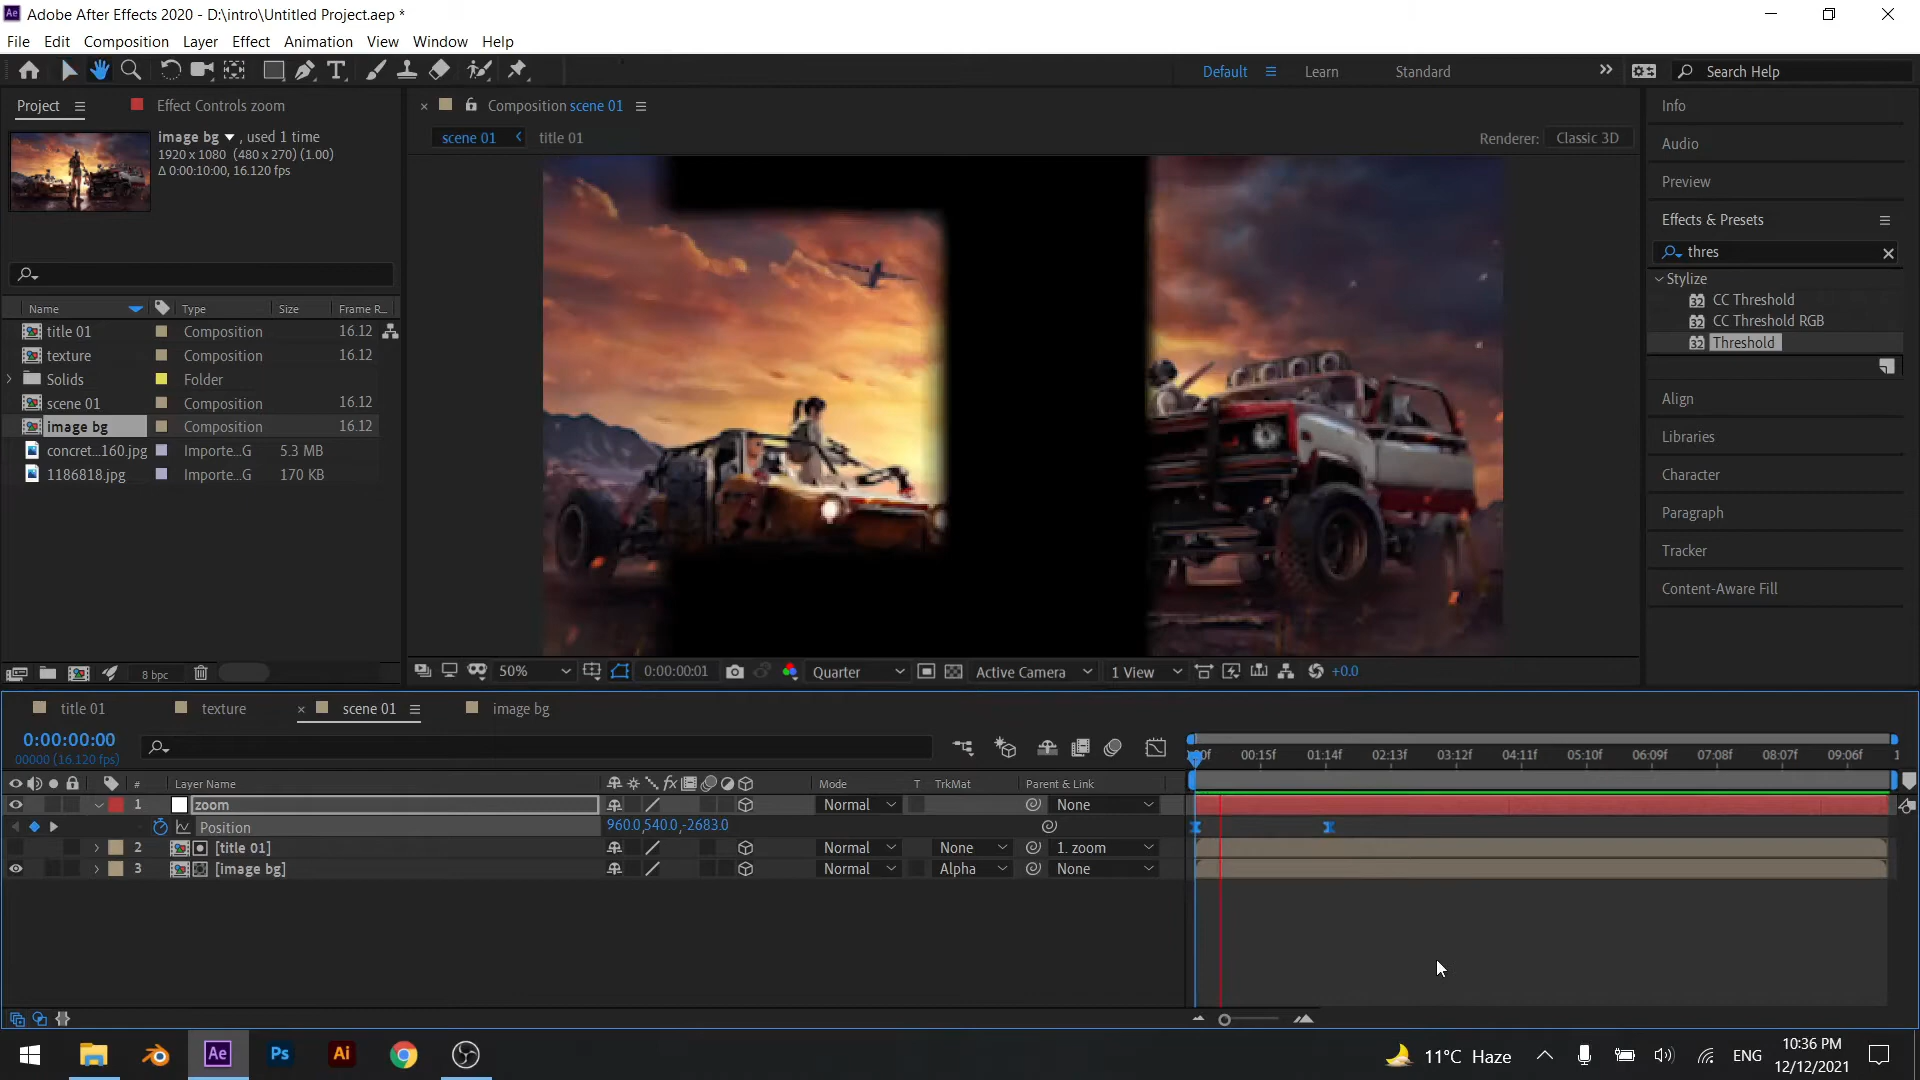 Adobe After Effects 2020 - D:\intro\Untitled Project.aep *
File Edit Composition Layer Effect Animation View Window Help
Default Learn Standard Search Help
Project Effect Controls zoom
image bg , used 1 time
1920 x 1080 (480 x 270) (1.00)
Δ 0:00:10:00, 16.120 fps
Name Type Size Frame R...
title 01 Composition 16.12
texture Composition 16.12
Solids Folder
scene 01 Composition 16.12
image bg Composition 16.12
concret...160.jpg Importe...G 5.3 MB
1186818.jpg Importe...G 170 KB
8 bpc
Composition scene 01
scene 01 title 01
Renderer: Classic 3D
50% 0:00:00:01 Quarter Active Camera 1 View +0.0
Info
Audio
Preview
Effects & Presets
thres
Stylize
32 CC Threshold
32 CC Threshold RGB
32 Threshold
Align
Libraries
Character
Paragraph
Tracker
Content-Aware Fill
title 01 texture scene 01 image bg
0:00:00:00
00000 (16.120 fps)
00f 00:15f 01:14f 02:13f 03:12f 04:11f 05:10f 06:09f 07:08f 08:07f 09:06f 1
# Layer Name fx Mode T TrkMat Parent & Link
1 zoom Normal None
Position 960.0,540.0,-2683.0
2 [title 01] Normal None 1. zoom
3 [image bg] Normal Alpha None
Ae Ps Ai
11°C Haze ENG
10:36 PM
12/12/2021